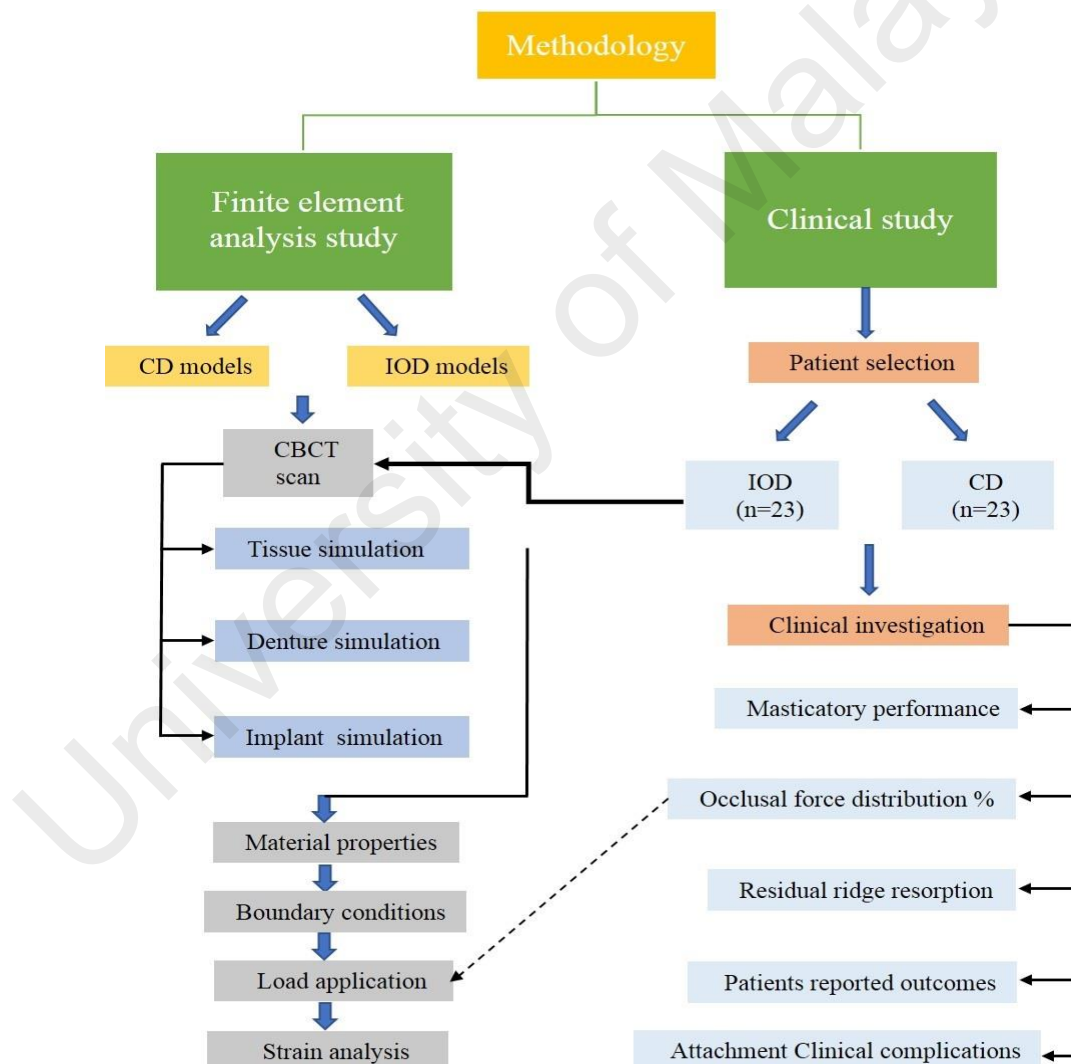 Methodology
Finite element
analysis study
Clinical study
CD models
IOD models
Patient selection
CBCT
scan
IOD
(n=23)
CD
(n=23)
Tissue simulation
Denture simulation
Implant simulation
Clinical investigation
Masticatory performance
Occlusal force distribution %
Residual ridge resorption
Patients reported outcomes
Attachment Clinical complications
Material properties
Boundary conditions
Load application
Strain analysis
University of Malay